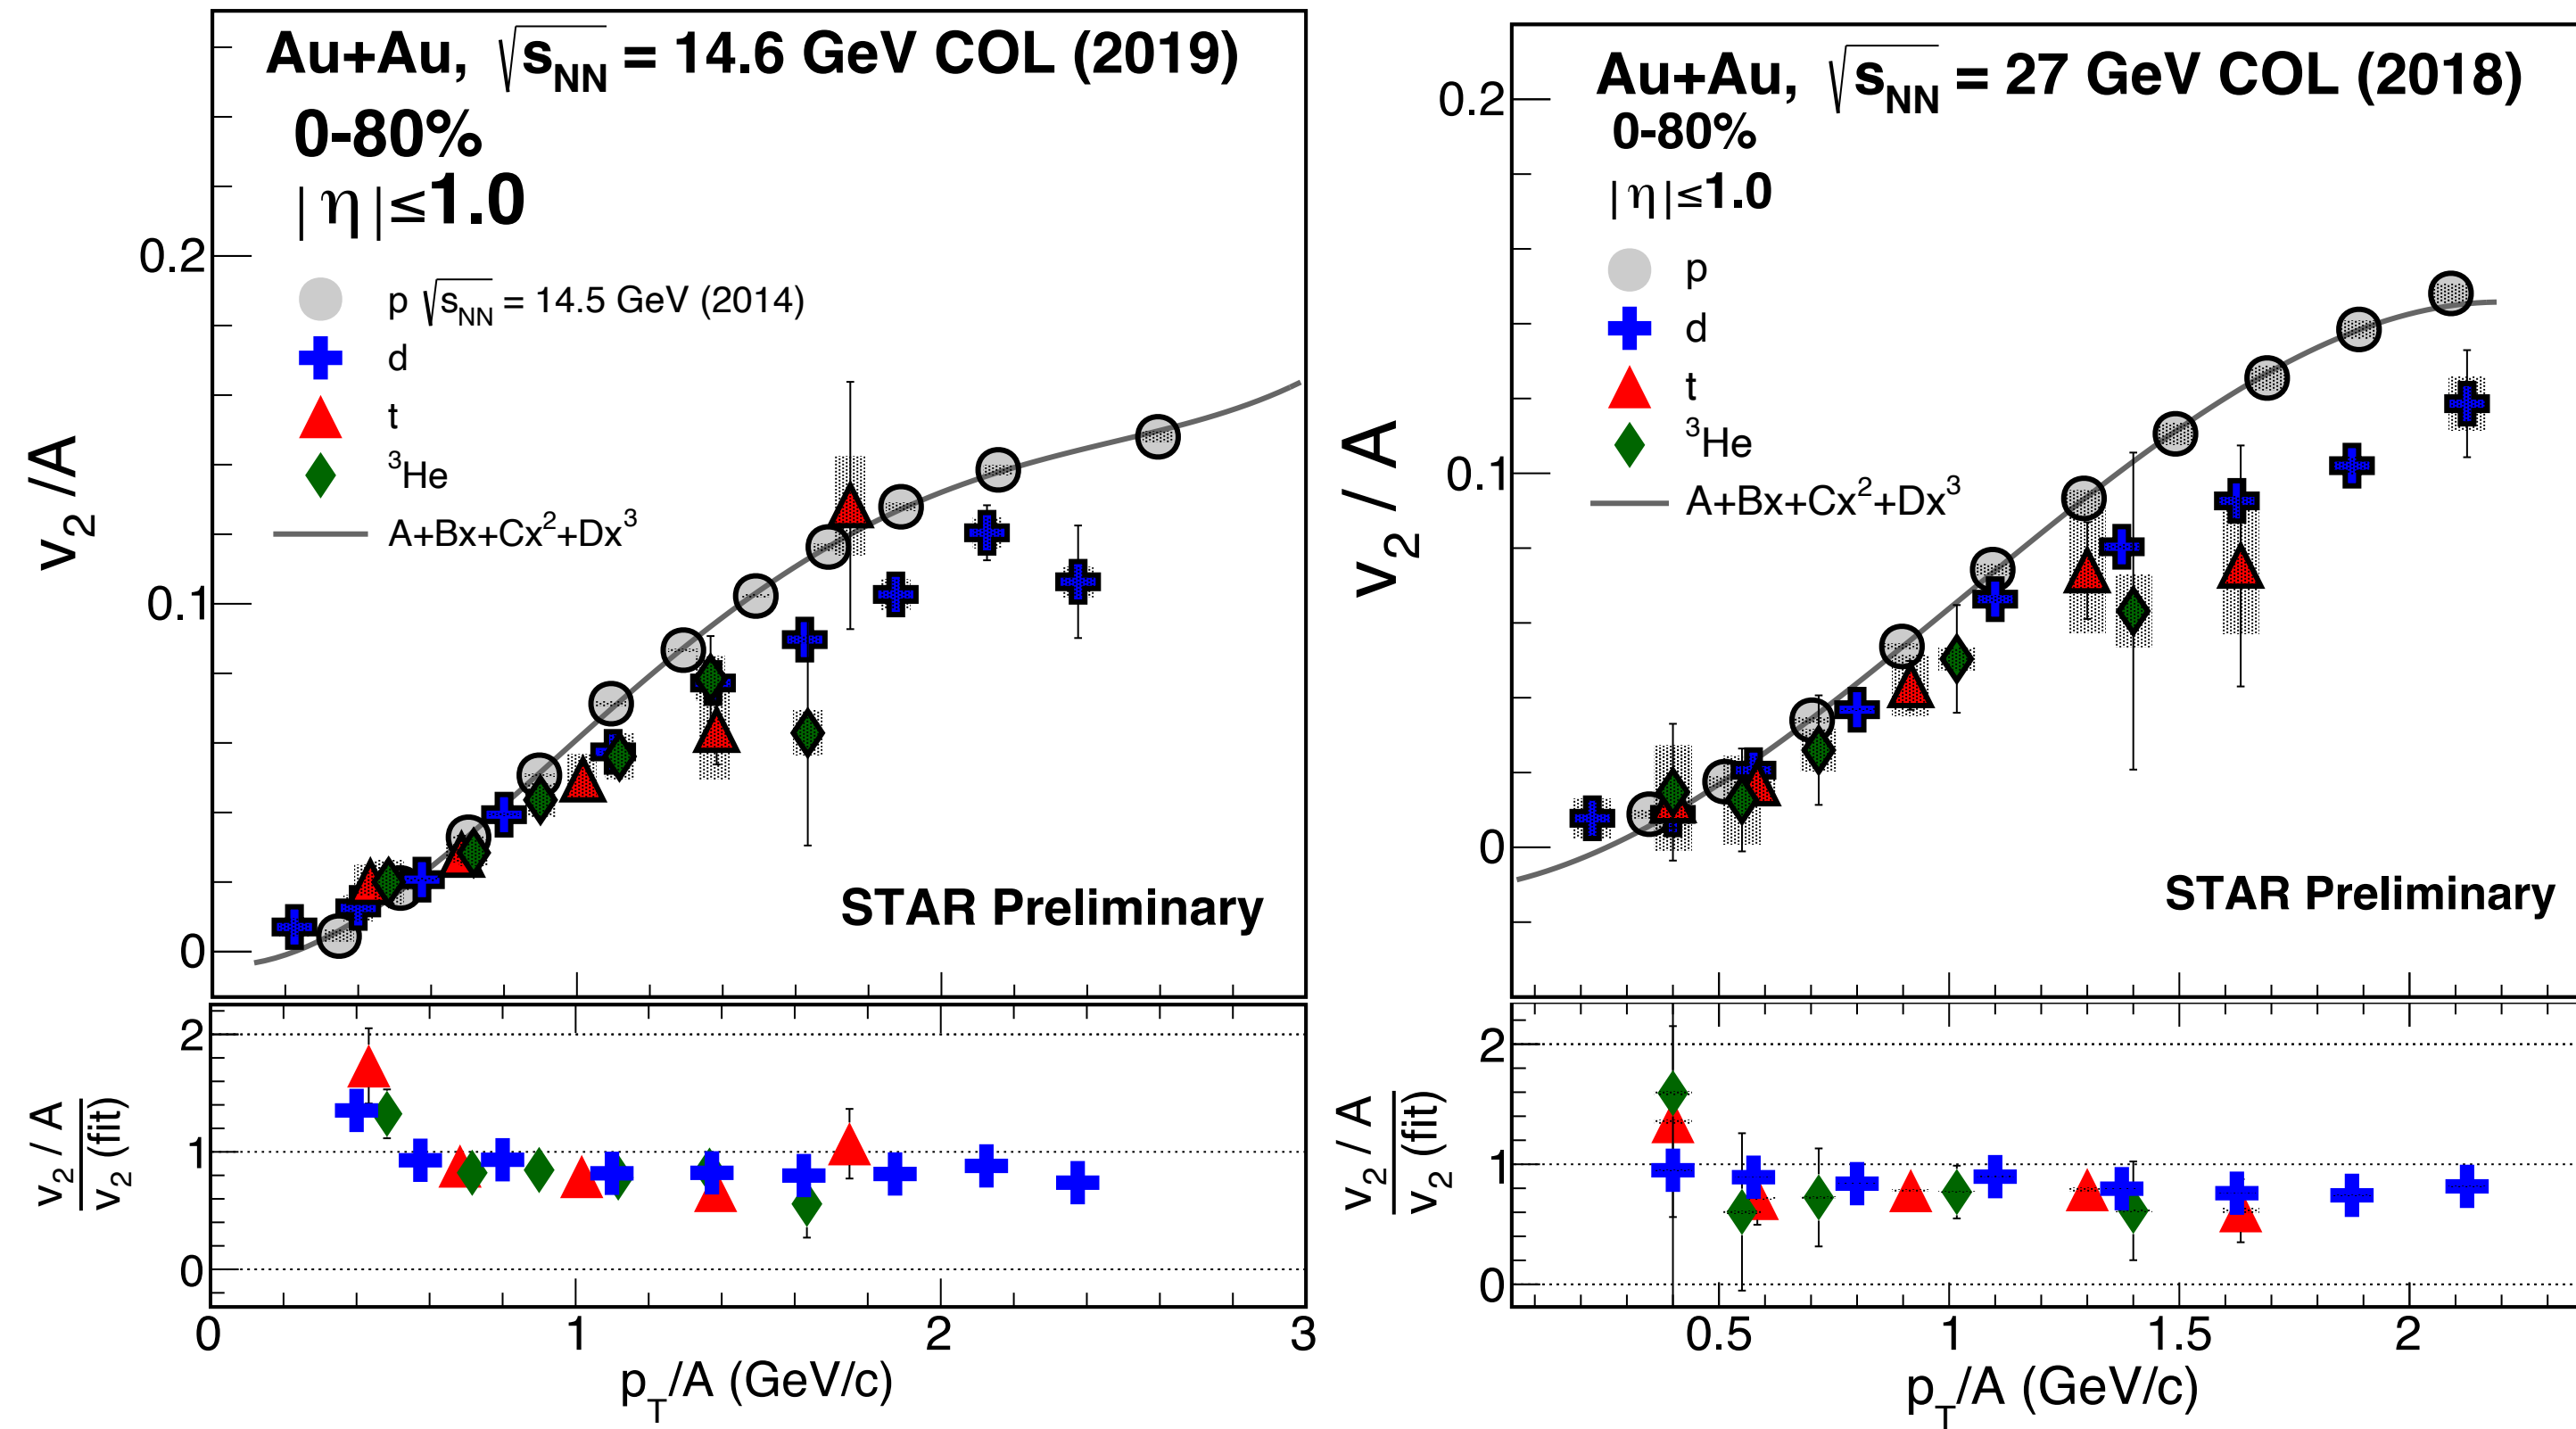 Au+Au, √sNN = 14.6 GeV COL (2019)
0-80%
|η|≤1.0
p √sNN = 14.5 GeV (2014)
d
t
³He
A+Bx+Cx²+Dx³
v₂ /A
0.2
0.1
0
STAR Preliminary
v₂ / A
v₂ (fit)
2
1
0
0 1 2 3
p_T/A (GeV/c)
Au+Au, √sNN = 27 GeV COL (2018)
0-80%
|η|≤1.0
p
d
t
³He
A+Bx+Cx²+Dx³
v₂ / A
0.2
0.1
0
STAR Preliminary
v₂ / A
v₂ (fit)
2
1
0
0.5 1 1.5 2
p_T/A (GeV/c)